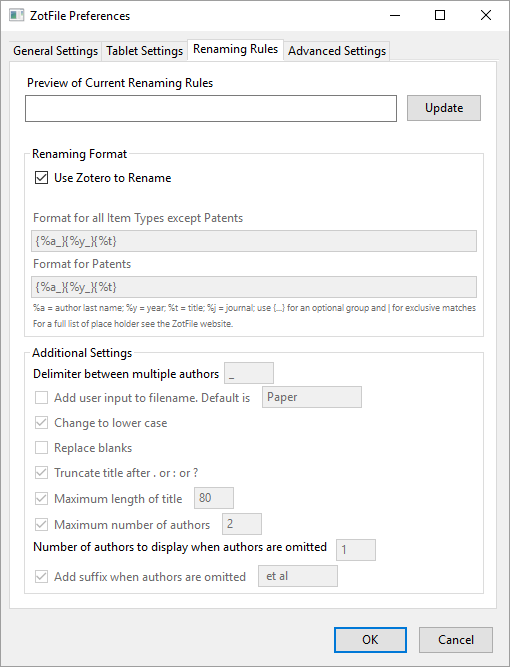 ZotFile Preferences
General Settings Tablet Settings Renaming Rules Advanced Settings
Preview of Current Renaming Rules
Update
Renaming Format
Use Zotero to Rename
Format for all Item Types except Patents
{%a_}{%y_}{%t}
Format for Patents
{%a_}{%y_}{%t}
%a = author last name; %y = year; %t = title; %j = journal; use {...} for an optional group and | for exclusive matches
For a full list of place holder see the ZotFile website.
Additional Settings
Delimiter between multiple authors _
Add user input to filename. Default is Paper
Change to lower case
Replace blanks
Truncate title after . or : or ?
Maximum length of title 80
Maximum number of authors 2
Number of authors to display when authors are omitted 1
Add suffix when authors are omitted et al
OK Cancel